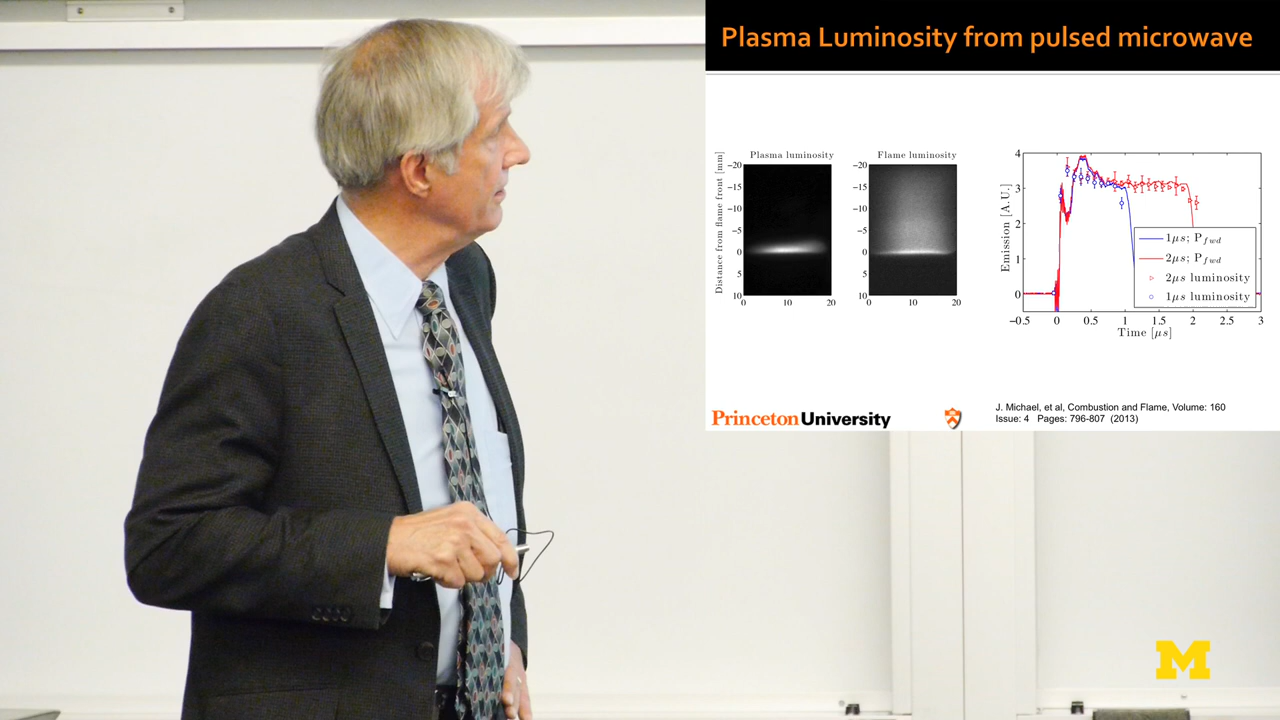 Plasma Luminosity from pulsed microwave
Plasma luminosity
Flame luminosity
Distance from flame front [mm]
−20
−15
−10
−5
0
5
10
0
10
20
−20
−15
−10
−5
0
5
10
0
10
20
Emission [A.U.]
4
3
2
1
0
1μs; P_fwd
2μs; P_fwd
2μs luminosity
1μs luminosity
−0.5
0
0.5
1
1.5
2
2.5
3
Time [μs]
Princeton University
J. Michael, et al, Combustion and Flame, Volume: 160
Issue: 4 Pages: 796-807 (2013)
M